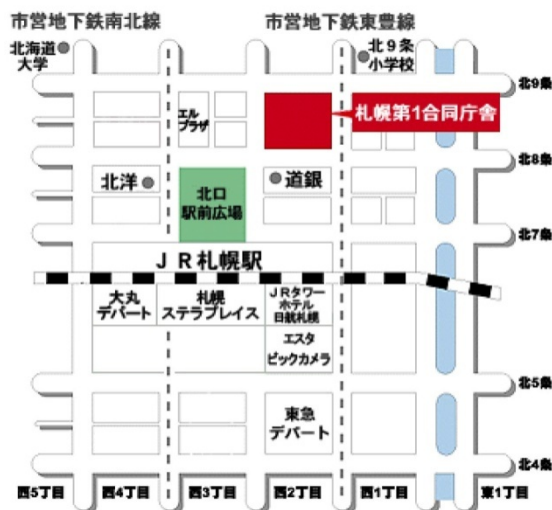 市営地下鉄南北線
市営地下鉄東豊線
北海道
大学
北9条
小学校
北9条
エル
プラザ
札幌第1合同庁舎
北8条
北洋
道銀
北口
駅前広場
北7条
JR札幌駅
大丸
デパート
札幌
ステラプレイス
JRタワー
ホテル
日航札幌
エスタ
ビックカメラ
北5条
東急
デパート
北4条
西5丁目
西4丁目
西3丁目
西2丁目
西1丁目
東1丁目